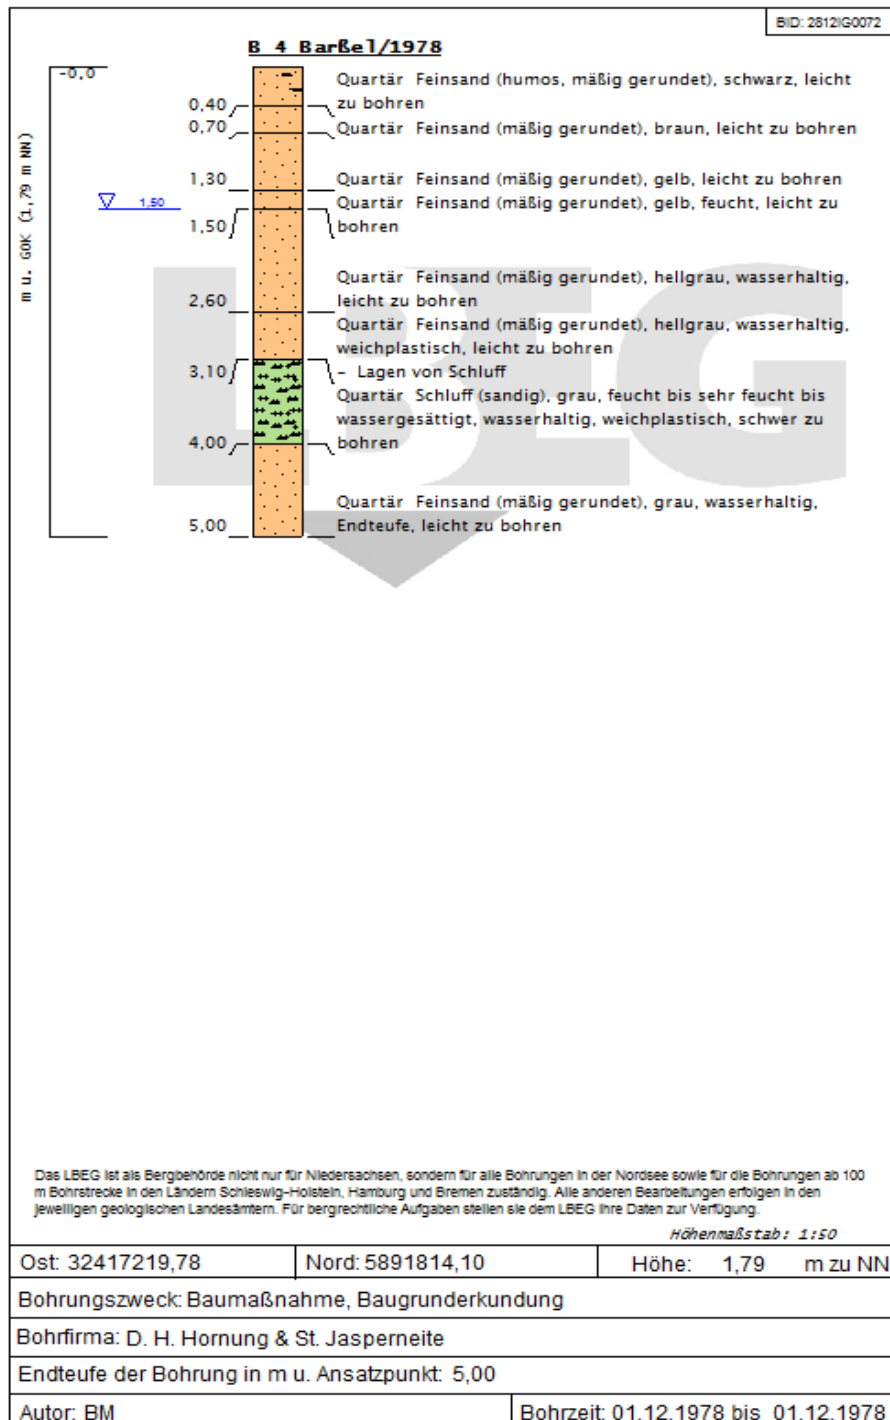 BID: 2812IG0072
B 4 Barßel/1978
-0,0
m u. GOK (1,79 m NN)
Quartär Feinsand (humos, mäßig gerundet), schwarz, leicht
zu bohren
0,40
Quartär Feinsand (mäßig gerundet), braun, leicht zu bohren
0,70
Quartär Feinsand (mäßig gerundet), gelb, leicht zu bohren
1,30
1,50
Quartär Feinsand (mäßig gerundet), gelb, feucht, leicht zu
bohren
1,50
Quartär Feinsand (mäßig gerundet), hellgrau, wasserhaltig,
leicht zu bohren
2,60
Quartär Feinsand (mäßig gerundet), hellgrau, wasserhaltig,
weichplastisch, leicht zu bohren
- Lagen von Schluff
3,10
Quartär Schluff (sandig), grau, feucht bis sehr feucht bis
wassergesättigt, wasserhaltig, weichplastisch, schwer zu
bohren
4,00
Quartär Feinsand (mäßig gerundet), grau, wasserhaltig,
Endteufe, leicht zu bohren
5,00
LBEG
Das LBEG ist als Bergbehörde nicht nur für Niedersachsen, sondern für alle Bohrungen in der Nordsee sowie für die Bohrungen ab 100
m Bohrstrecke in den Ländern Schleswig-Holstein, Hamburg und Bremen zuständig. Alle anderen Bearbeitungen erfolgen in den
jeweiligen geologischen Landesämtern. Für bergrechtliche Aufgaben stellen sie dem LBEG ihre Daten zur Verfügung.
Höhenmaßstab: 1:50
Ost: 32417219,78
Nord: 5891814,10
Höhe: 1,79 m zu NN
Bohrungszweck: Baumaßnahme, Baugrunderkundung
Bohrfirma: D. H. Hornung & St. Jasperneite
Endteufe der Bohrung in m u. Ansatzpunkt: 5,00
Autor: BM
Bohrzeit: 01.12.1978 bis 01.12.1978